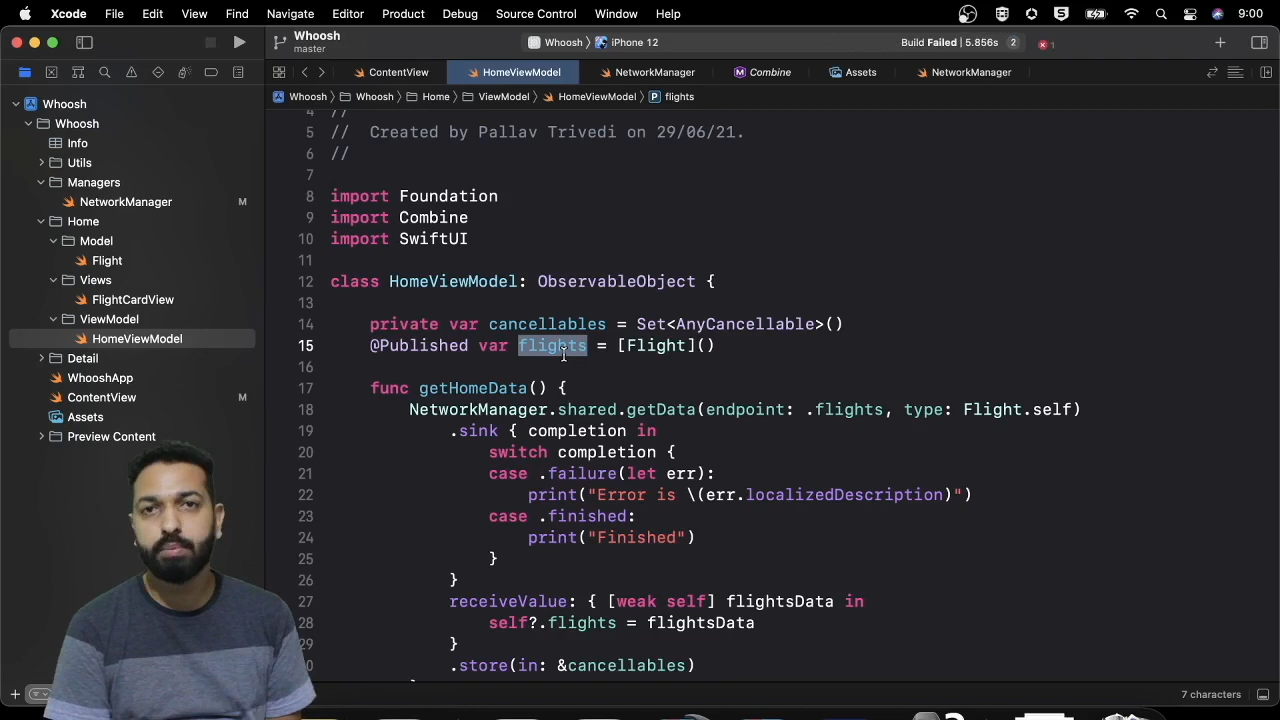 Xcode File Edit View Find Navigate Editor Product Debug Source Control Window Help 9:00
Whoosh
master
Whoosh iPhone 12
Build Failed | 5.856s 2 1
ContentView HomeViewModel NetworkManager Combine Assets NetworkManager
Whoosh Whoosh Home ViewModel HomeViewModel P flights
Whoosh
Whoosh
Info
Utils
Managers
NetworkManager M
Home
Model
Flight
Views
FlightCardView
ViewModel
HomeViewModel
Detail
WhooshApp
ContentView M
Assets
Preview Content
4 //
5 //  Created by Pallav Trivedi on 29/06/21.
6 //
7
8 import Foundation
9 import Combine
10 import SwiftUI
11
12 class HomeViewModel: ObservableObject {
13
14 private var cancellables = Set<AnyCancellable>()
15 @Published var flights = [Flight]()
16
17 func getHomeData() {
18 NetworkManager.shared.getData(endpoint: .flights, type: Flight.self)
19 .sink { completion in
20 switch completion {
21 case .failure(let err):
22 print("Error is \(err.localizedDescription)")
23 case .finished:
24 print("Finished")
25 }
26 }
27 receiveValue: { [weak self] flightsData in
28 self?.flights = flightsData
29 }
.store(in: &cancellables)
7 characters